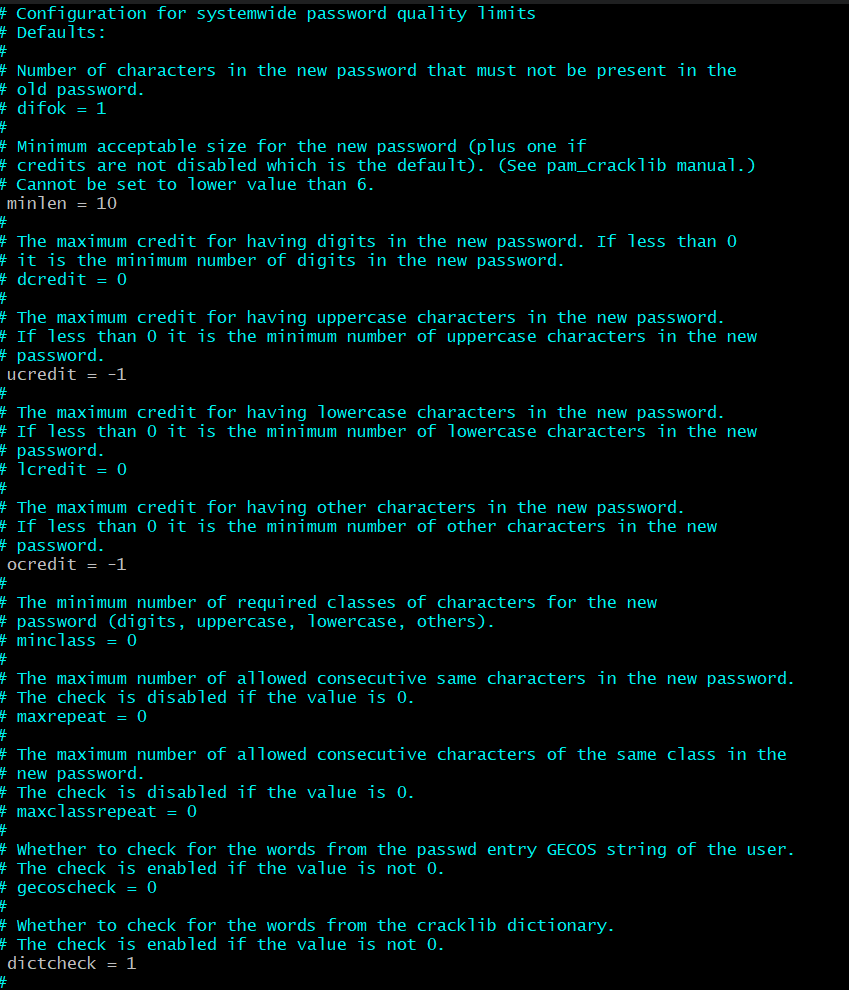 # Configuration for systemwide password quality limits
# Defaults:
#
# Number of characters in the new password that must not be present in the
# old password.
# difok = 1
#
# Minimum acceptable size for the new password (plus one if
# credits are not disabled which is the default). (See pam_cracklib manual.)
# Cannot be set to lower value than 6.
minlen = 10
#
# The maximum credit for having digits in the new password. If less than 0
# it is the minimum number of digits in the new password.
# dcredit = 0
#
# The maximum credit for having uppercase characters in the new password.
# If less than 0 it is the minimum number of uppercase characters in the new
# password.
ucredit = -1
#
# The maximum credit for having lowercase characters in the new password.
# If less than 0 it is the minimum number of lowercase characters in the new
# password.
# lcredit = 0
#
# The maximum credit for having other characters in the new password.
# If less than 0 it is the minimum number of other characters in the new
# password.
ocredit = -1
#
# The minimum number of required classes of characters for the new
# password (digits, uppercase, lowercase, others).
# minclass = 0
#
# The maximum number of allowed consecutive same characters in the new password.
# The check is disabled if the value is 0.
# maxrepeat = 0
#
# The maximum number of allowed consecutive characters of the same class in the
# new password.
# The check is disabled if the value is 0.
# maxclassrepeat = 0
#
# Whether to check for the words from the passwd entry GECOS string of the user.
# The check is enabled if the value is not 0.
# gecoscheck = 0
#
# Whether to check for the words from the cracklib dictionary.
# The check is enabled if the value is not 0.
dictcheck = 1
#